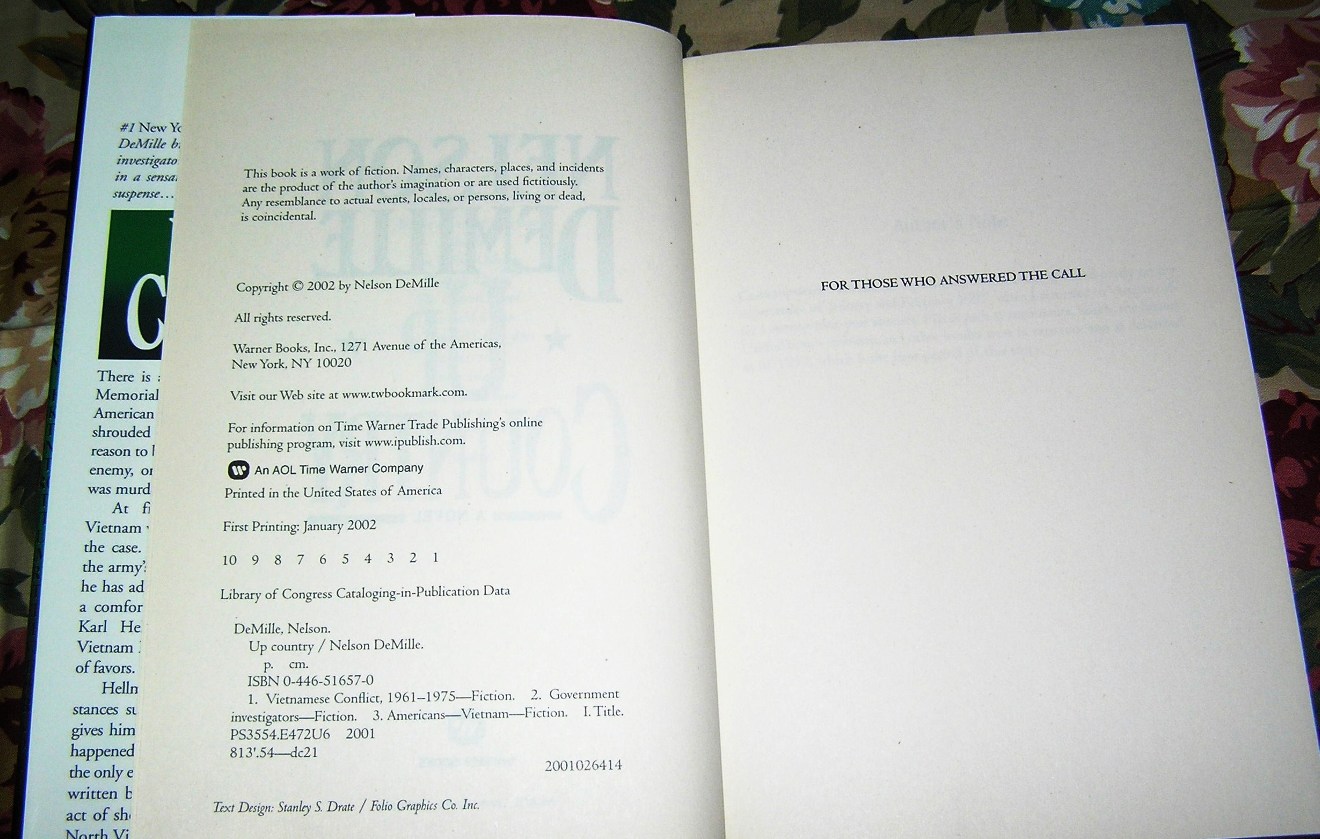 #1 New Yo
DeMille b
investigato
in a sensa
suspense...
C
There is
Memorial
American
shrouded
reason to
enemy, or
was murd
At fi
Vietnam
the case.
the army's
he has ad
a comfor
Karl He
Vietnam
of favors.
Helln
stances su
gives him
happened
the only e
written b
act of sh
North Vi
This book is a work of fiction. Names, characters, places, and incidents
are the product of the author's imagination or are used fictitiously.
Any resemblance to actual events, locales, or persons, living or dead,
is coincidental.
Copyright © 2002 by Nelson DeMille
All rights reserved.
Warner Books, Inc., 1271 Avenue of the Americas,
New York, NY 10020
Visit our Web site at www.twbookmark.com.
For information on Time Warner Trade Publishing's online
publishing program, visit www.ipublish.com.
An AOL Time Warner Company
Printed in the United States of America
First Printing: January 2002
10 9 8 7 6 5 4 3 2 1
Library of Congress Cataloging-in-Publication Data
DeMille, Nelson.
Up country / Nelson DeMille.
p. cm.
ISBN 0-446-51657-0
1. Vietnamese Conflict, 1961–1975—Fiction. 2. Government
investigators—Fiction. 3. Americans—Vietnam—Fiction. I. Title.
PS3554.E472U6 2001
813'.54—dc21
2001026414
Text Design: Stanley S. Drate / Folio Graphics Co. Inc.
FOR THOSE WHO ANSWERED THE CALL